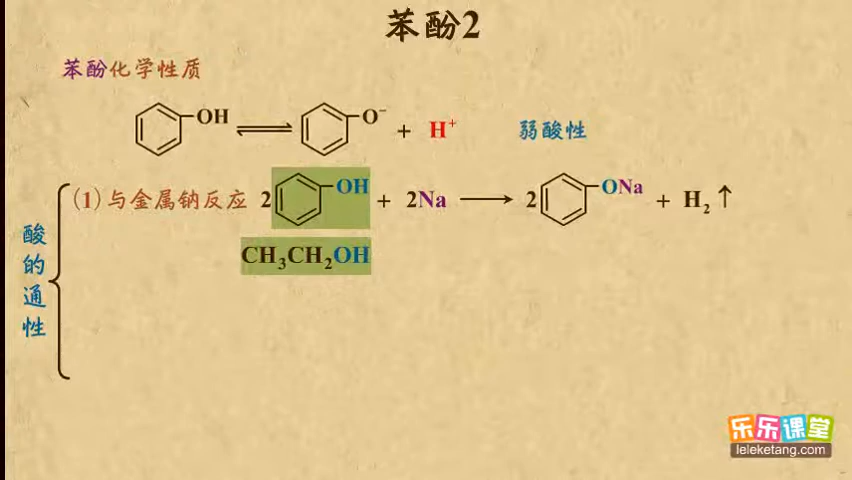 苯酚2
苯酚化学性质
OH ⇌ O⁻ + H⁺ 弱酸性
酸的通性
(1)与金属钠反应 2 OH + 2Na ⟶ 2 ONa + H₂↑
CH₃CH₂OH
乐乐课堂
leleketang.com